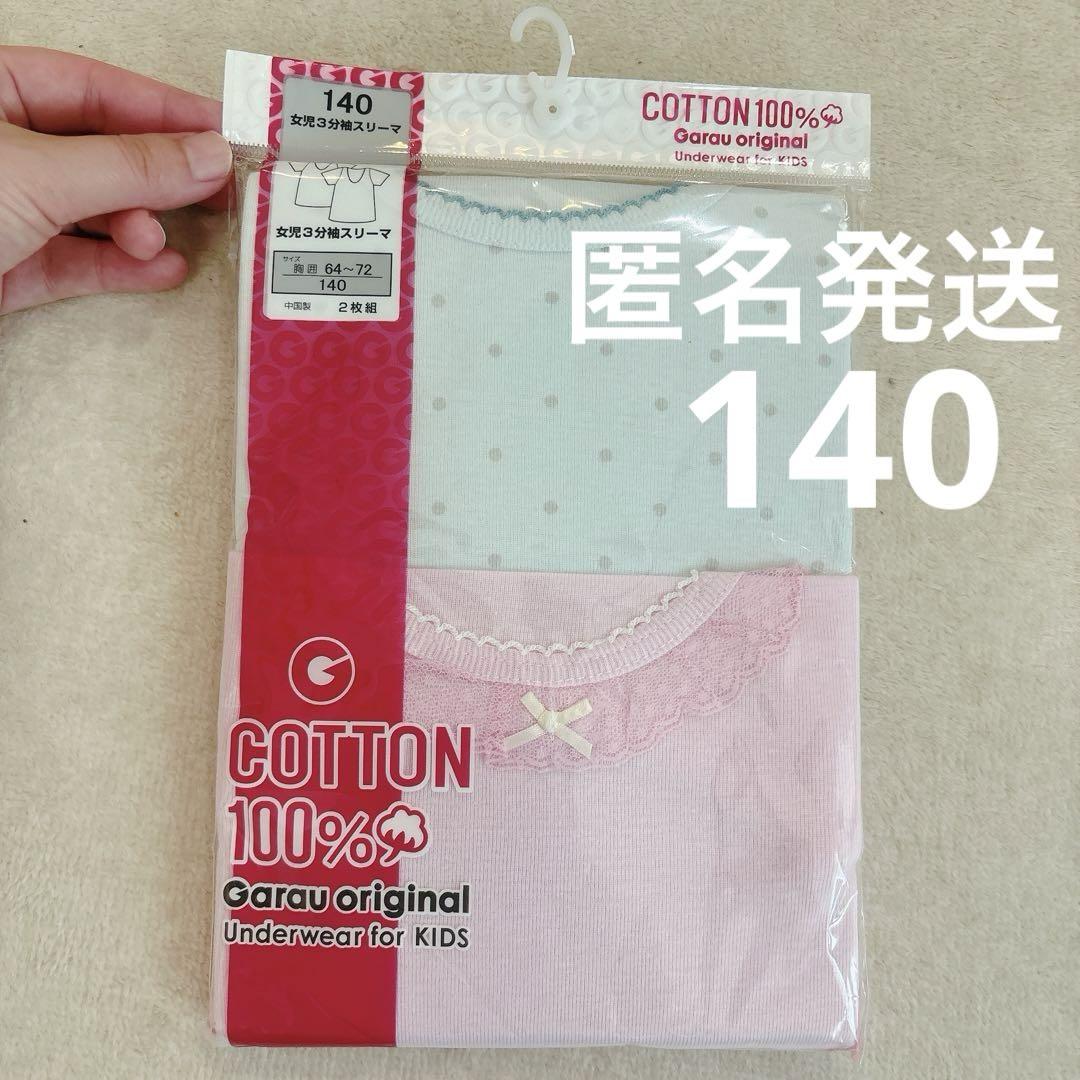 140
女児3分袖スリーマ
COTTON 100%
Garau original
Underwear for KIDS
女児3分袖スリーマ
サイズ
胸囲 64~72
140
中国製 2枚組
匿名発送
140
COTTON
100%
Garau original
Underwear for KIDS